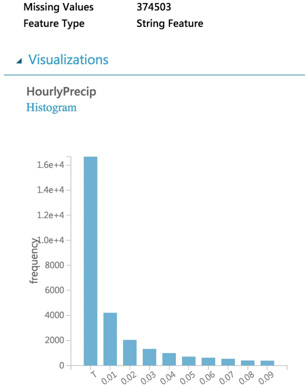 Missing Values 374503
Feature Type String Feature
Visualizations
HourlyPrecip
Histogram
frequency
1.6e+4
1.4e+4
1.2e+4
1.0e+4
8000
6000
4000
2000
0
T 0.01 0.02 0.03 0.04 0.05 0.06 0.07 0.08 0.09